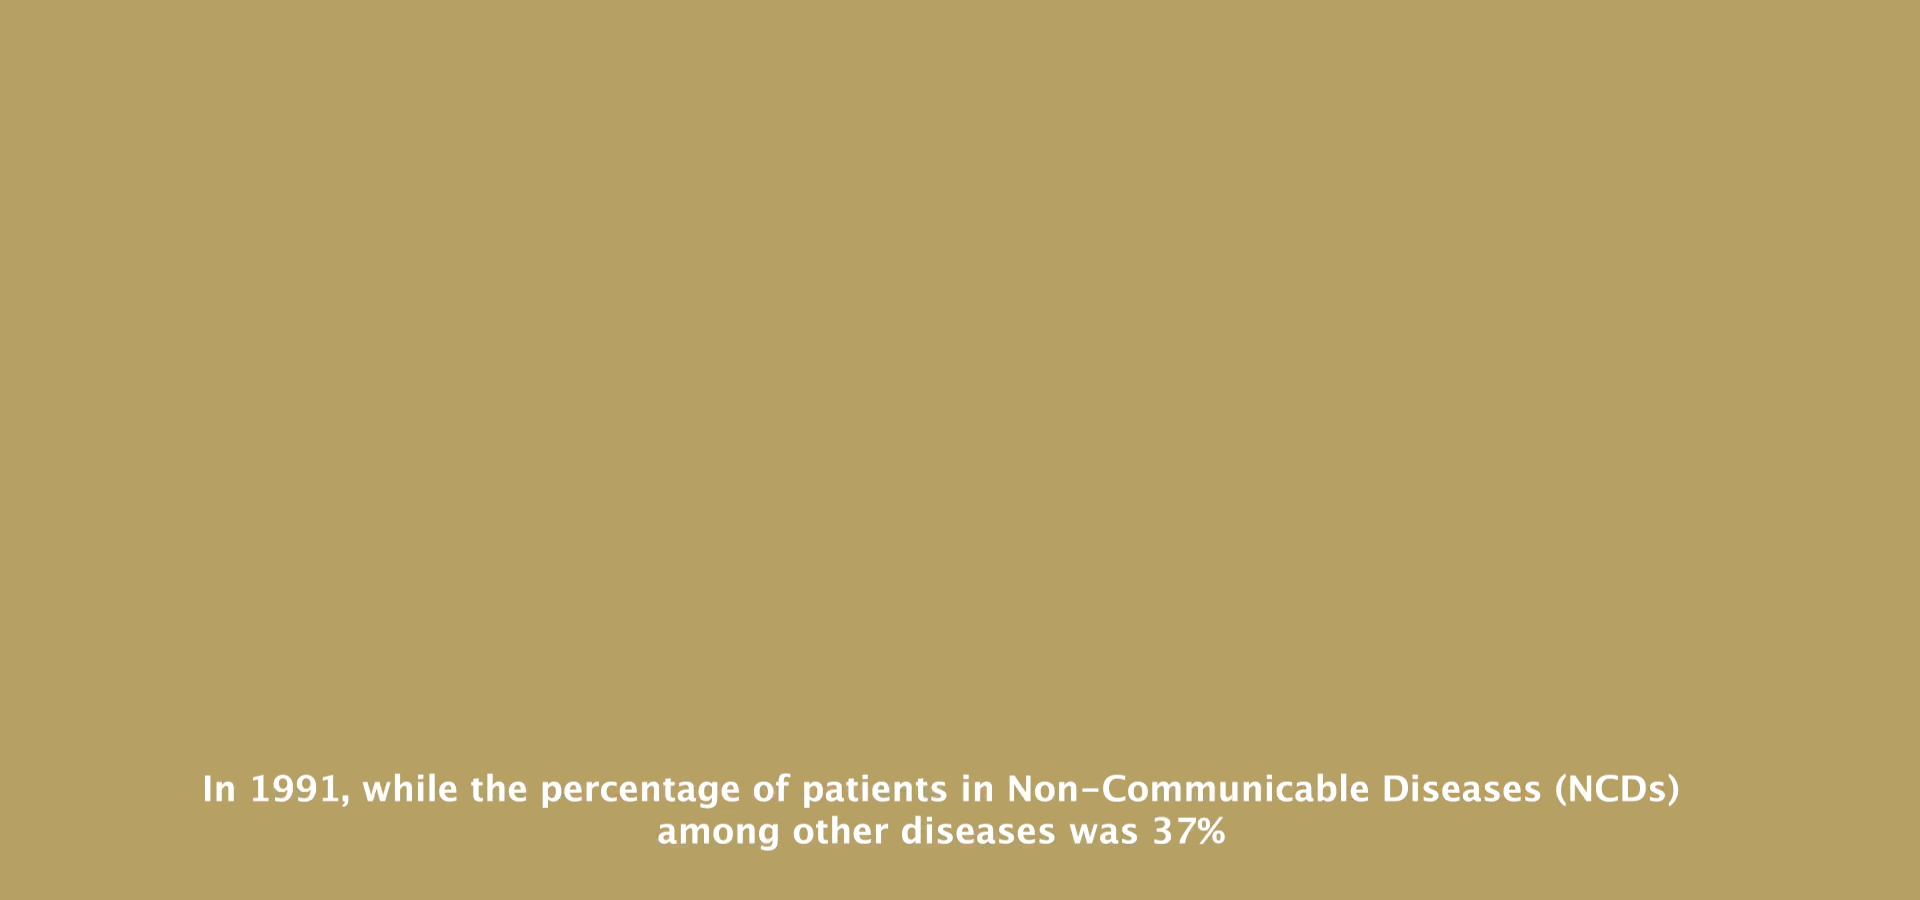 In 1991, while the percentage of patients in Non-Communicable Diseases (NCDs)
among other diseases was 37%